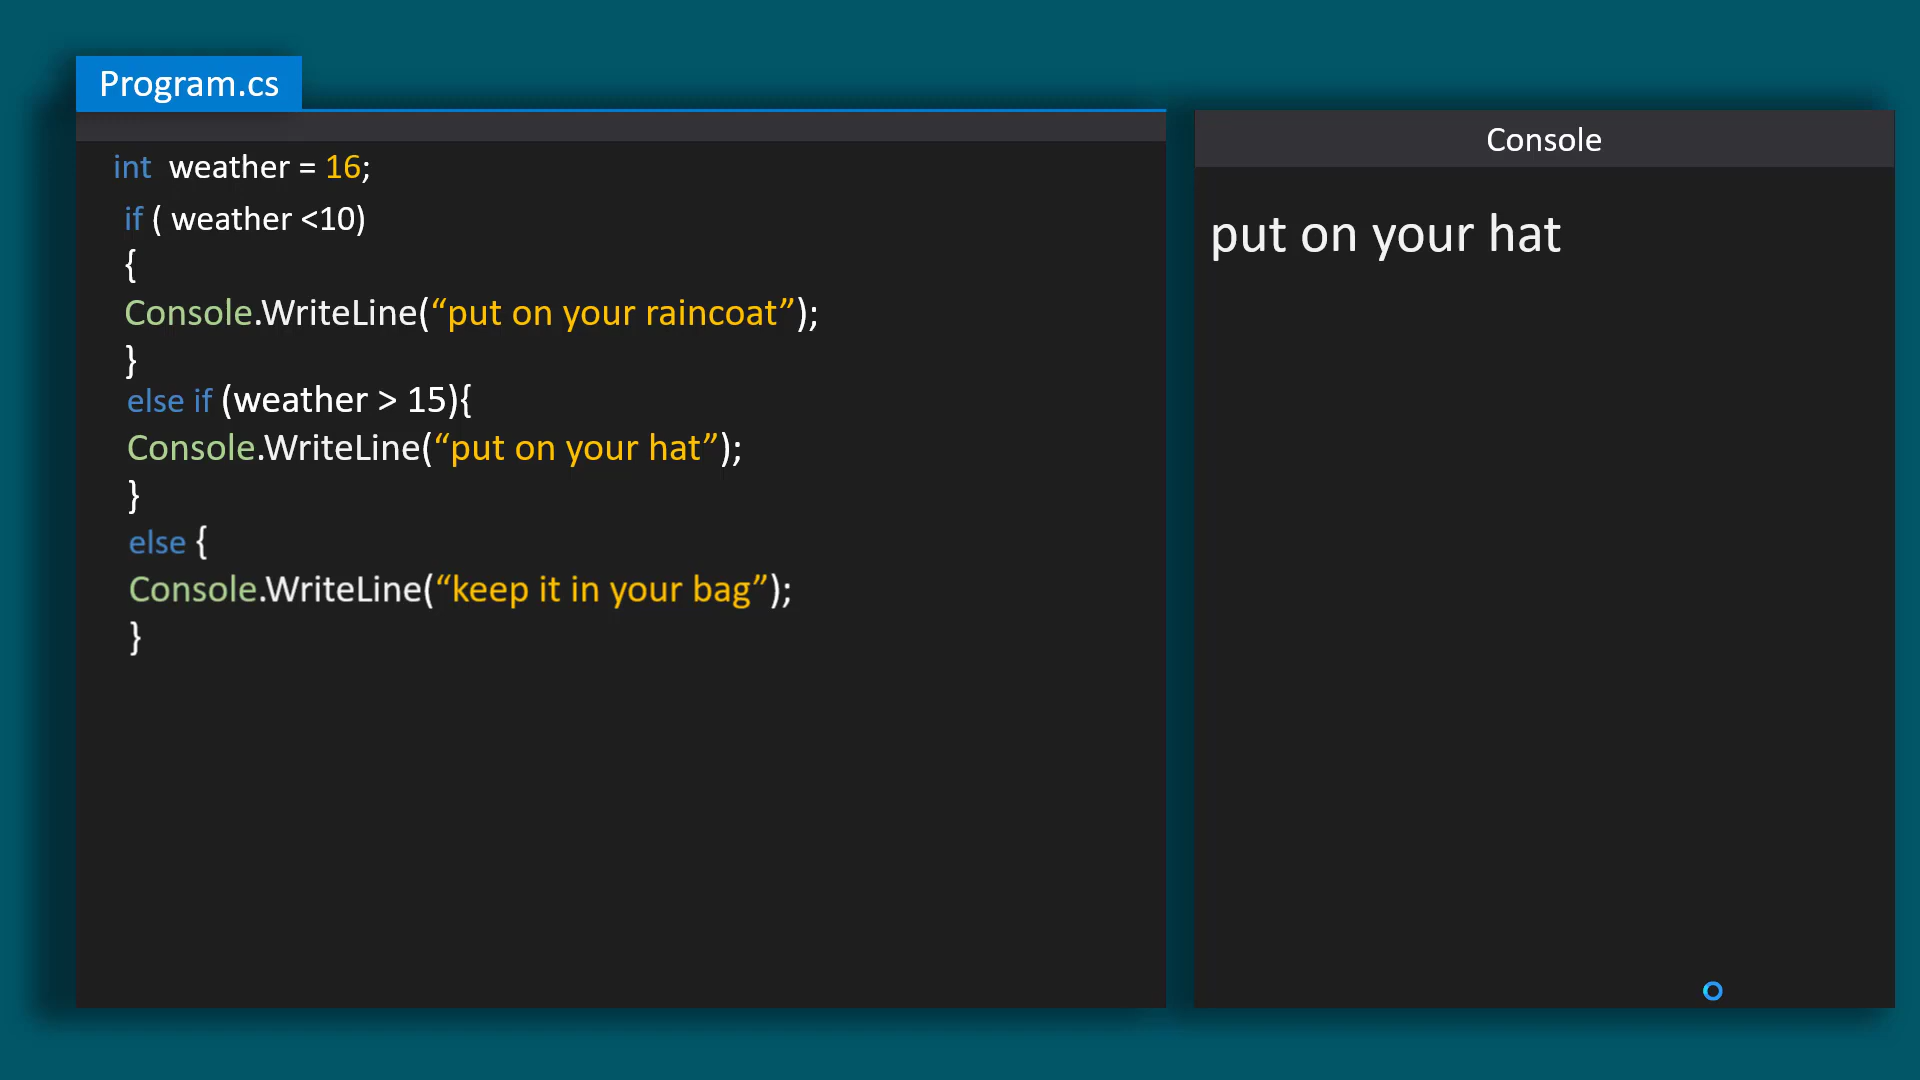 Program.cs
int  weather = 16;
if ( weather <10)
{
Console.WriteLine(“put on your raincoat”);
}
else if (weather > 15){
Console.WriteLine(“put on your hat”);
}
else {
Console.WriteLine(“keep it in your bag”);
}
Console
put on your hat